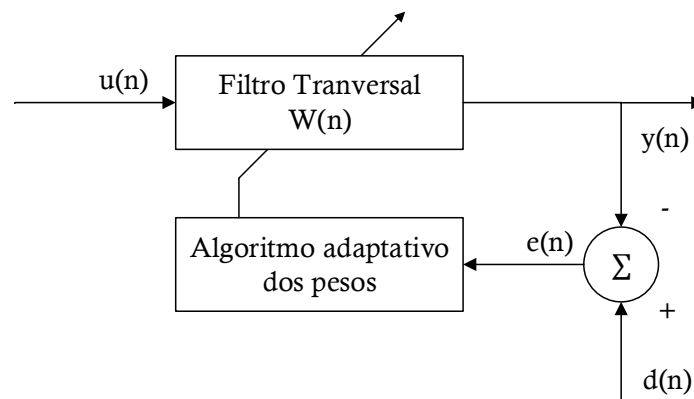 u(n)
Filtro Tranversal
W(n)
y(n)
-
Algoritmo adaptativo
dos pesos
e(n)
Σ
+
d(n)